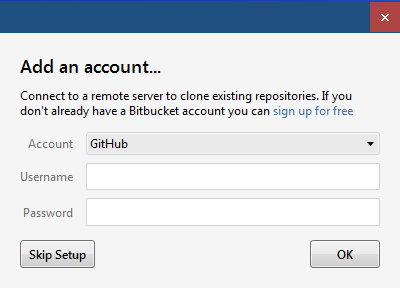 Add an account...
Connect to a remote server to clone existing repositories. If you
don't already have a Bitbucket account you can sign up for free
Account GitHub
Username
Password
Skip Setup OK